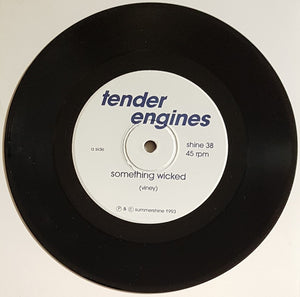 tender
engines
a side
shine 38
45 rpm
something wicked
(viney)
℗ & © summershine 1993